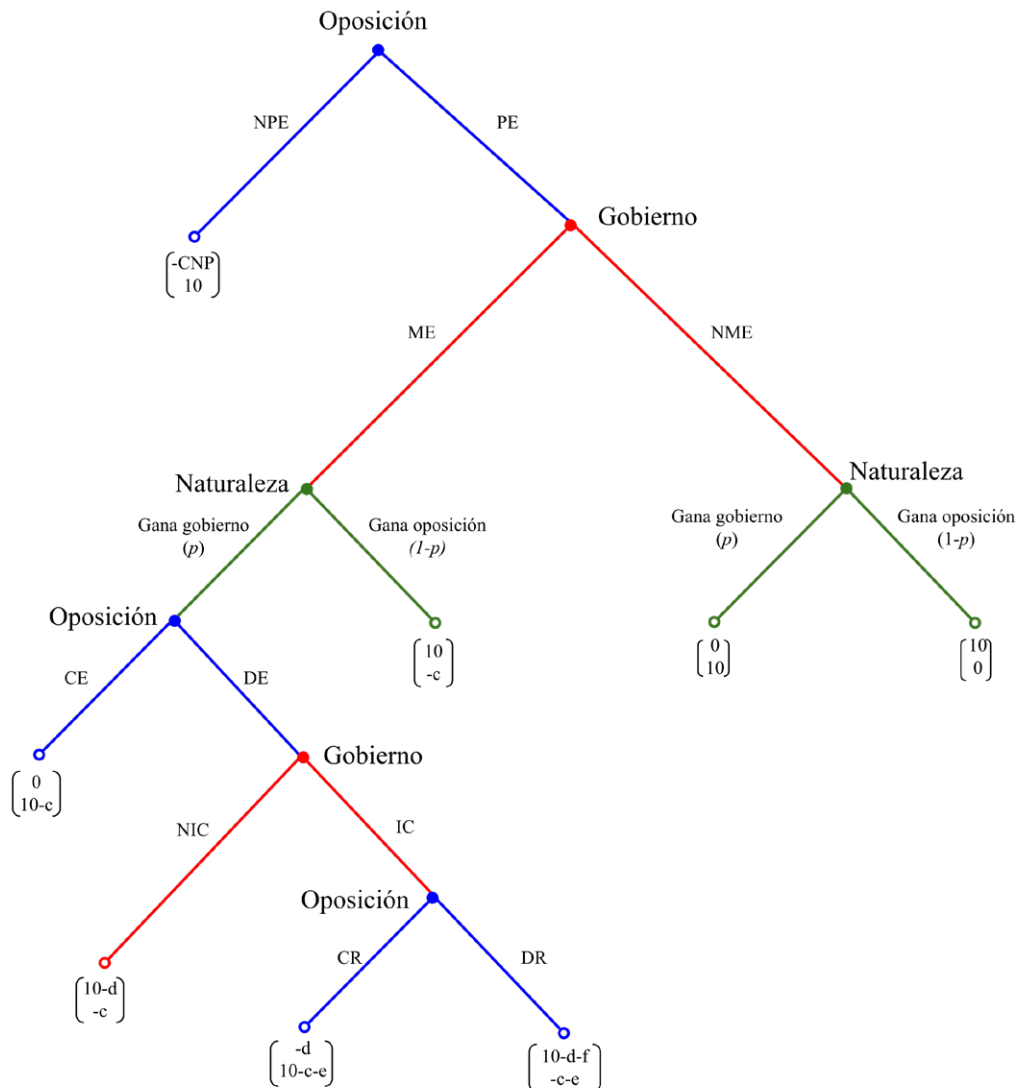 Oposición
NPE
PE
Gobierno
-CNP
10
ME
NME
Naturaleza
Naturaleza
Gana gobierno
(p)
Gana oposición
(1-p)
Gana gobierno
(p)
Gana oposición
(1-p)
Oposición
10
-c
0
10
10
0
CE
DE
Gobierno
0
10-c
NIC
IC
Oposición
CR
DR
10-d
-c
-d
10-c-e
10-d-f
-c-e